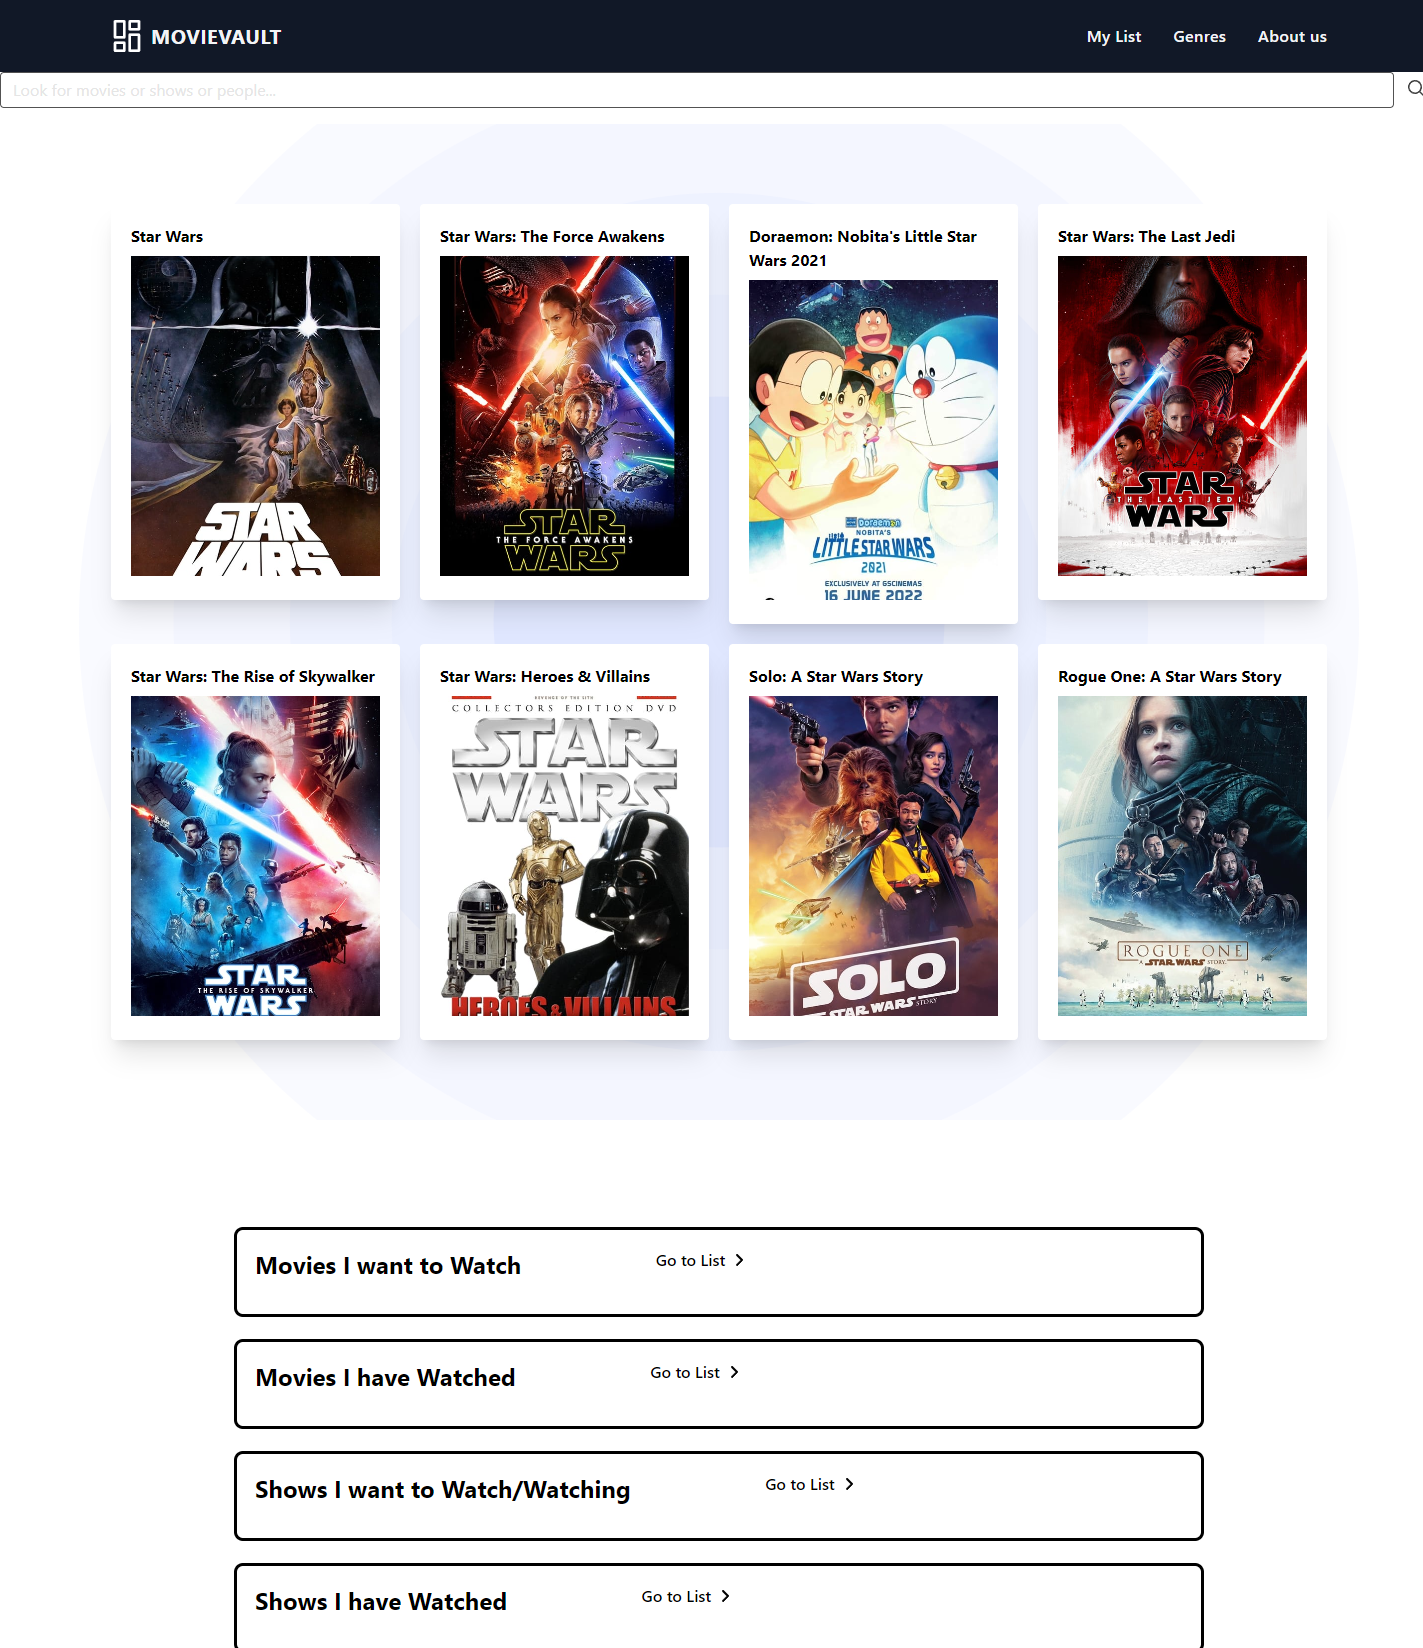 MOVIEVAULT
My List
Genres
About us
Look for movies or shows or people...
Star Wars
STAR
WARS
Star Wars: The Force Awakens
STAR
THE FORCE AWAKENS
WARS
Doraemon: Nobita's Little Star
Wars 2021
Doraemon
NOBITA'S
LITTLE STAR WARS
2021
EXCLUSIVELY AT GSCINEMAS
16 JUNE 2022
Star Wars: The Last Jedi
STAR
THE LAST JEDI
WARS
Star Wars: The Rise of Skywalker
STAR
THE RISE OF SKYWALKER
WARS
Star Wars: Heroes & Villains
REVENGE OF THE SITH
COLLECTORS EDITION DVD
STAR
WARS
HEROES & VILLAINS
Solo: A Star Wars Story
SOLO
STAR WARS STORY
Rogue One: A Star Wars Story
ROGUE ONE
A STAR WARS STORY
Movies I want to Watch
Go to List
Movies I have Watched
Go to List
Shows I want to Watch/Watching
Go to List
Shows I have Watched
Go to List